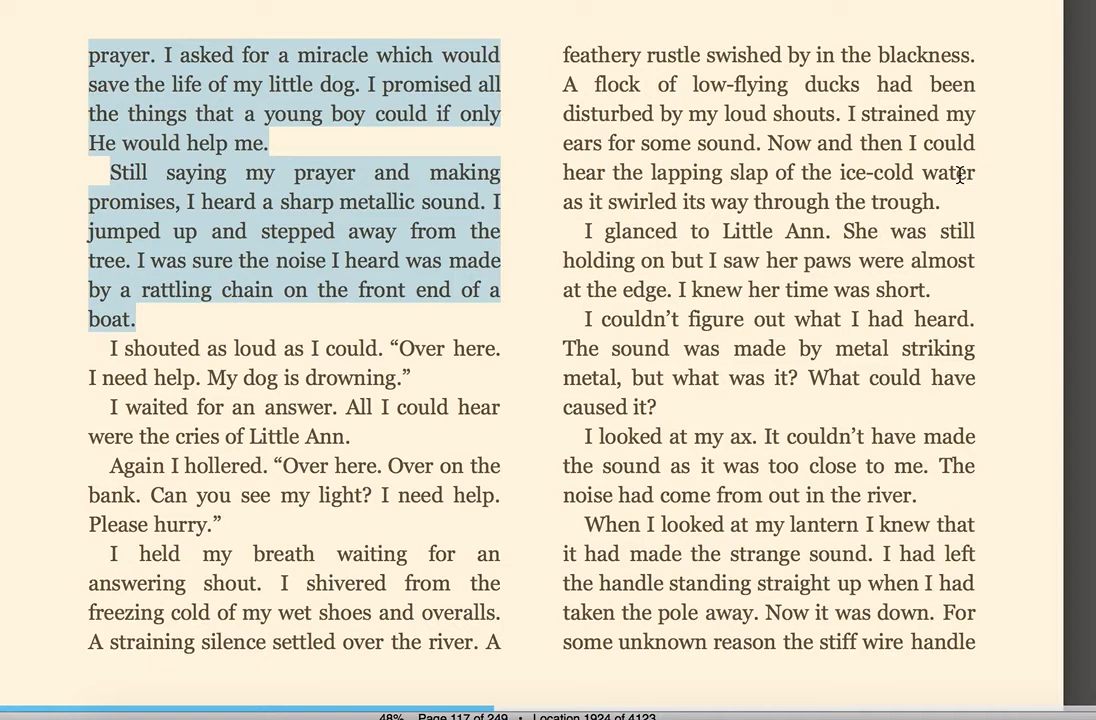 prayer. I asked for a miracle which would
save the life of my little dog. I promised all
the things that a young boy could if only
He would help me.
Still saying my prayer and making
promises, I heard a sharp metallic sound. I
jumped up and stepped away from the
tree. I was sure the noise I heard was made
by a rattling chain on the front end of a
boat.
I shouted as loud as I could. “Over here.
I need help. My dog is drowning.”
I waited for an answer. All I could hear
were the cries of Little Ann.
Again I hollered. “Over here. Over on the
bank. Can you see my light? I need help.
Please hurry.”
I held my breath waiting for an
answering shout. I shivered from the
freezing cold of my wet shoes and overalls.
A straining silence settled over the river. A
feathery rustle swished by in the blackness.
A flock of low-flying ducks had been
disturbed by my loud shouts. I strained my
ears for some sound. Now and then I could
hear the lapping slap of the ice-cold water
as it swirled its way through the trough.
I glanced to Little Ann. She was still
holding on but I saw her paws were almost
at the edge. I knew her time was short.
I couldn’t figure out what I had heard.
The sound was made by metal striking
metal, but what was it? What could have
caused it?
I looked at my ax. It couldn’t have made
the sound as it was too close to me. The
noise had come from out in the river.
When I looked at my lantern I knew that
it had made the strange sound. I had left
the handle standing straight up when I had
taken the pole away. Now it was down. For
some unknown reason the stiff wire handle
48% Page 117 of 249 • Location 1924 of 4123